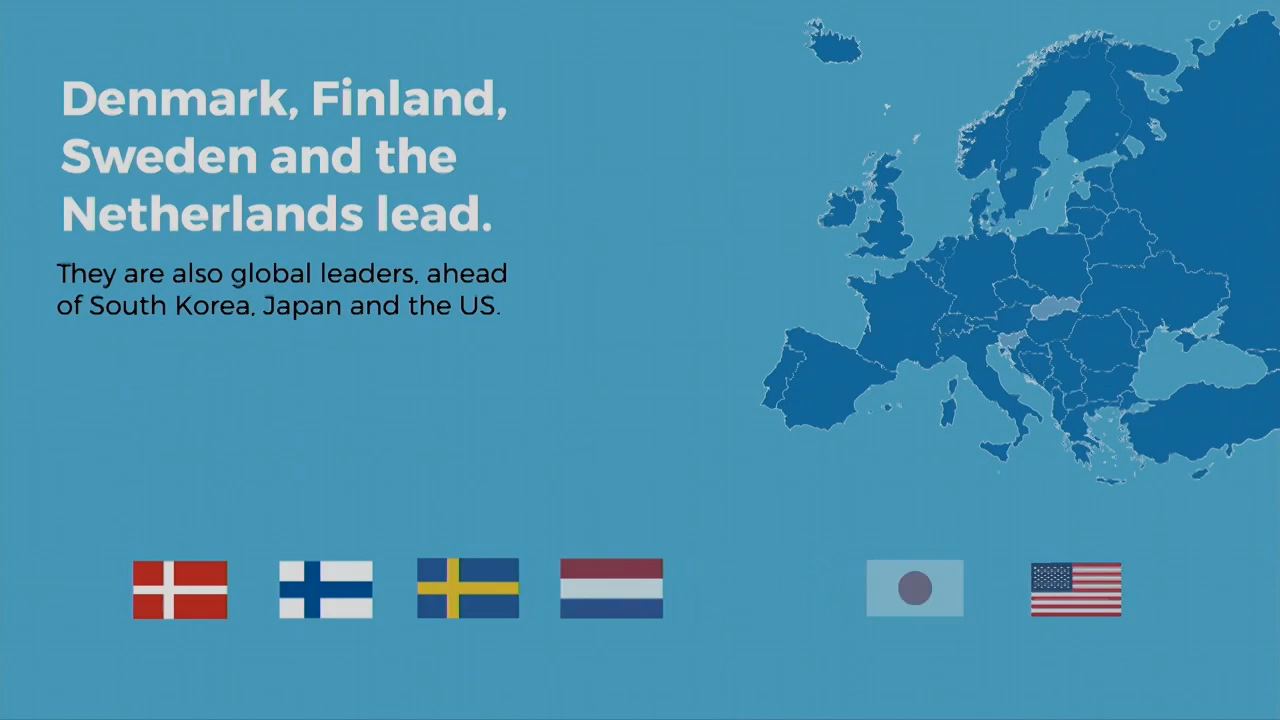 Denmark, Finland,
Sweden and the
Netherlands lead.
They are also global leaders, ahead
of South Korea, Japan and the US.